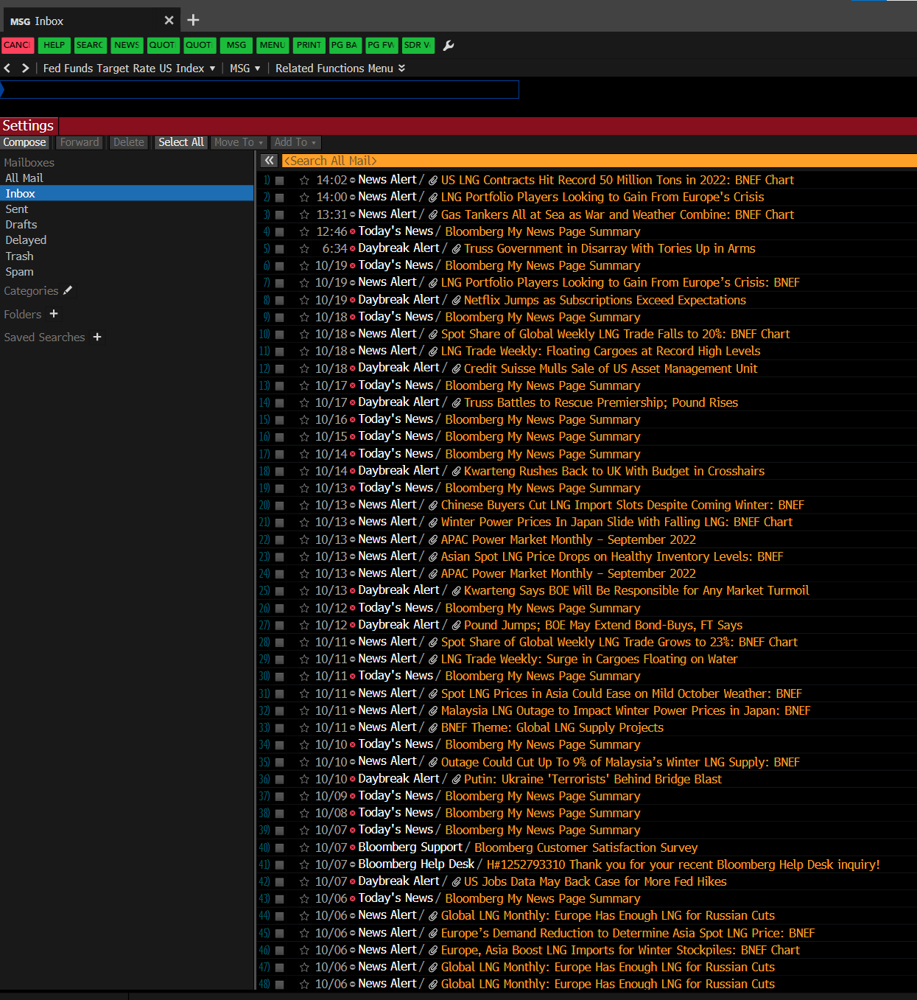 MSG Inbox
CANC HELP SEARC NEWS QUOT QUOT MSG MENU PRINT PG BA PG FW SDR V
Fed Funds Target Rate US Index MSG Related Functions Menu
Settings
Compose Forward Delete Select All Move To Add To
Mailboxes
All Mail
Inbox
Sent
Drafts
Delayed
Trash
Spam
Categories
Folders +
Saved Searches +
<Search All Mail>
1) 14:02 News Alert/ US LNG Contracts Hit Record 50 Million Tons in 2022: BNEF Chart
2) 14:00 News Alert/ LNG Portfolio Players Looking to Gain From Europe's Crisis
3) 13:31 News Alert/ Gas Tankers All at Sea as War and Weather Combine: BNEF Chart
4) 12:46 Today's News/ Bloomberg My News Page Summary
5) 6:34 Daybreak Alert/ Truss Government in Disarray With Tories Up in Arms
6) 10/19 Today's News/ Bloomberg My News Page Summary
7) 10/19 News Alert/ LNG Portfolio Players Looking to Gain From Europe’s Crisis: BNEF
8) 10/19 Daybreak Alert/ Netflix Jumps as Subscriptions Exceed Expectations
9) 10/18 Today's News/ Bloomberg My News Page Summary
10) 10/18 News Alert/ Spot Share of Global Weekly LNG Trade Falls to 20%: BNEF Chart
11) 10/18 News Alert/ LNG Trade Weekly: Floating Cargoes at Record High Levels
12) 10/18 Daybreak Alert/ Credit Suisse Mulls Sale of US Asset Management Unit
13) 10/17 Today's News/ Bloomberg My News Page Summary
14) 10/17 Daybreak Alert/ Truss Battles to Rescue Premiership; Pound Rises
15) 10/16 Today's News/ Bloomberg My News Page Summary
16) 10/15 Today's News/ Bloomberg My News Page Summary
17) 10/14 Today's News/ Bloomberg My News Page Summary
18) 10/14 Daybreak Alert/ Kwarteng Rushes Back to UK With Budget in Crosshairs
19) 10/13 Today's News/ Bloomberg My News Page Summary
20) 10/13 News Alert/ Chinese Buyers Cut LNG Import Slots Despite Coming Winter: BNEF
21) 10/13 News Alert/ Winter Power Prices In Japan Slide With Falling LNG: BNEF Chart
22) 10/13 News Alert/ APAC Power Market Monthly – September 2022
23) 10/13 News Alert/ Asian Spot LNG Price Drops on Healthy Inventory Levels: BNEF
24) 10/13 News Alert/ APAC Power Market Monthly – September 2022
25) 10/13 Daybreak Alert/ Kwarteng Says BOE Will Be Responsible for Any Market Turmoil
26) 10/12 Today's News/ Bloomberg My News Page Summary
27) 10/12 Daybreak Alert/ Pound Jumps; BOE May Extend Bond-Buys, FT Says
28) 10/11 News Alert/ Spot Share of Global Weekly LNG Trade Grows to 23%: BNEF Chart
29) 10/11 News Alert/ LNG Trade Weekly: Surge in Cargoes Floating on Water
30) 10/11 Today's News/ Bloomberg My News Page Summary
31) 10/11 News Alert/ Spot LNG Prices in Asia Could Ease on Mild October Weather: BNEF
32) 10/11 News Alert/ Malaysia LNG Outage to Impact Winter Power Prices in Japan: BNEF
33) 10/11 News Alert/ BNEF Theme: Global LNG Supply Projects
34) 10/10 Today's News/ Bloomberg My News Page Summary
35) 10/10 News Alert/ Outage Could Cut Up To 9% of Malaysia’s Winter LNG Supply: BNEF
36) 10/10 Daybreak Alert/ Putin: Ukraine 'Terrorists' Behind Bridge Blast
37) 10/09 Today's News/ Bloomberg My News Page Summary
38) 10/08 Today's News/ Bloomberg My News Page Summary
39) 10/07 Today's News/ Bloomberg My News Page Summary
40) 10/07 Bloomberg Support/ Bloomberg Customer Satisfaction Survey
41) 10/07 Bloomberg Help Desk/ H#1252793310 Thank you for your recent Bloomberg Help Desk inquiry!
42) 10/07 Daybreak Alert/ US Jobs Data May Back Case for More Fed Hikes
43) 10/06 Today's News/ Bloomberg My News Page Summary
44) 10/06 News Alert/ Global LNG Monthly: Europe Has Enough LNG for Russian Cuts
45) 10/06 News Alert/ Europe’s Demand Reduction to Determine Asia Spot LNG Price: BNEF
46) 10/06 News Alert/ Europe, Asia Boost LNG Imports for Winter Stockpiles: BNEF Chart
47) 10/06 News Alert/ Global LNG Monthly: Europe Has Enough LNG for Russian Cuts
48) 10/06 News Alert/ Global LNG Monthly: Europe Has Enough LNG for Russian Cuts